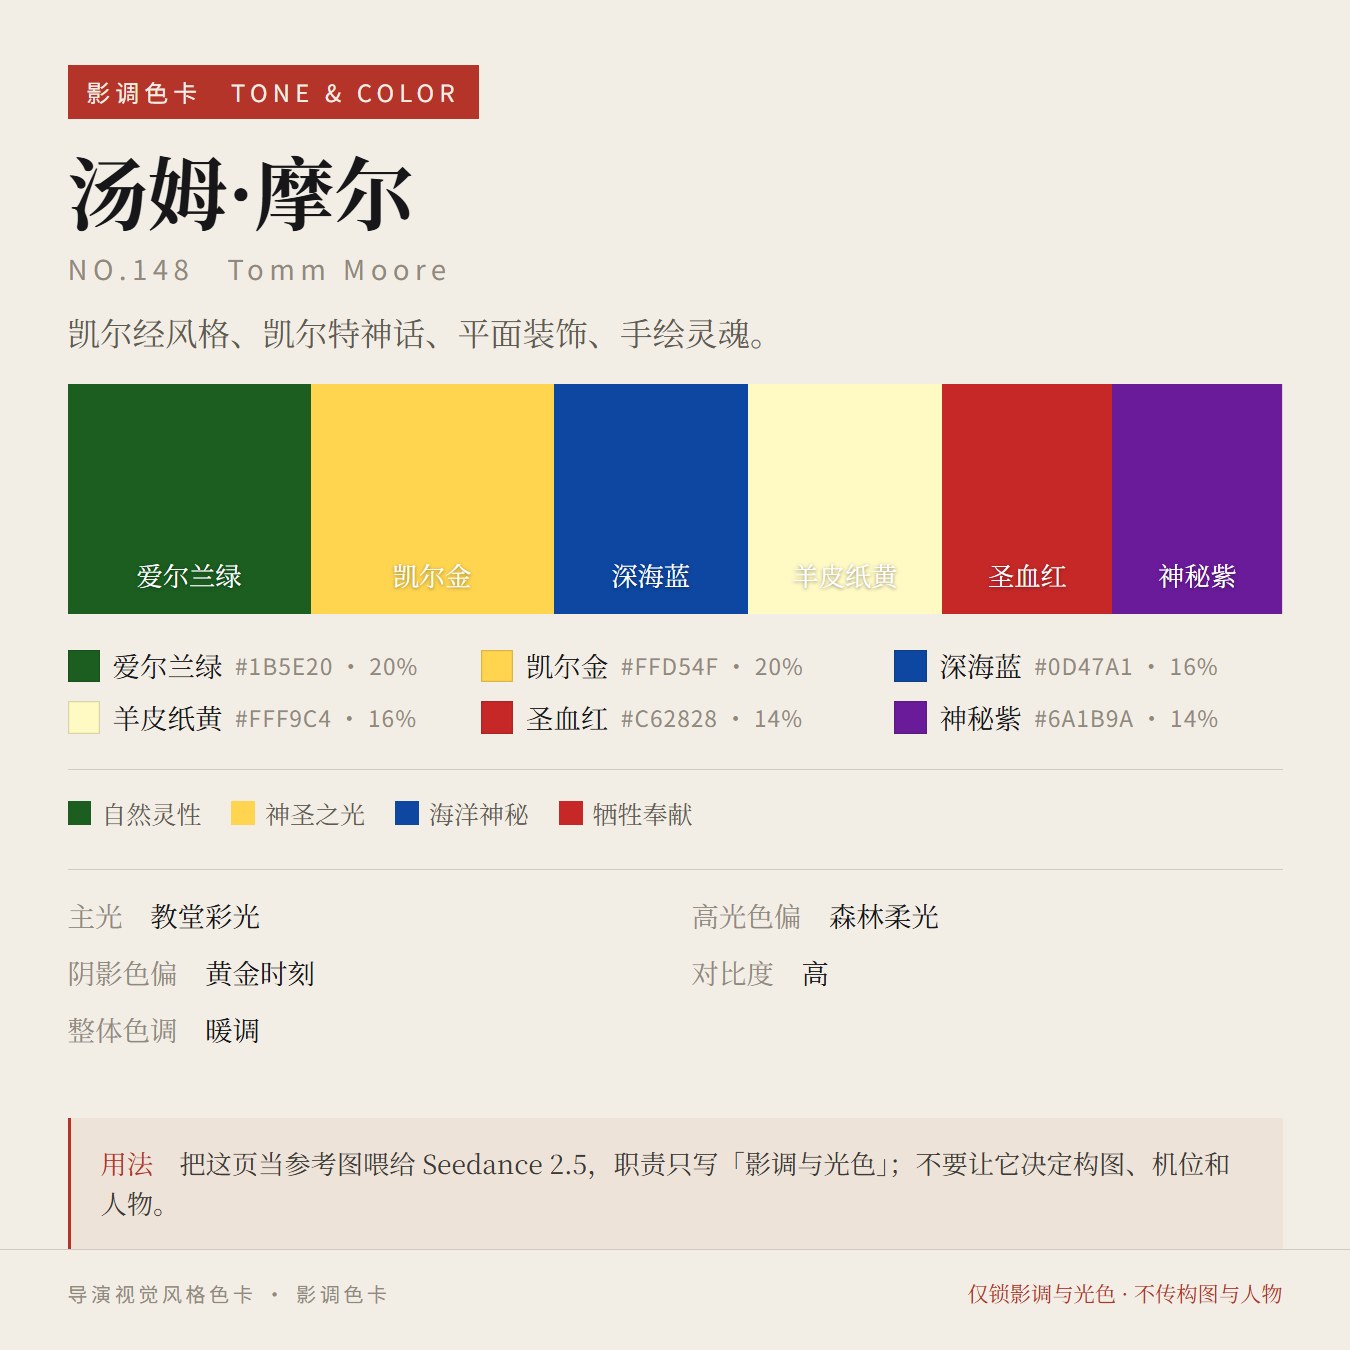 影调色卡 TONE & COLOR
汤姆·摩尔
NO.148 Tomm Moore
凯尔经风格、凯尔特神话、平面装饰、手绘灵魂。
爱尔兰绿 凯尔金 深海蓝 羊皮纸黄 圣血红 神秘紫
爱尔兰绿 #1B5E20 • 20% 凯尔金 #FFD54F • 20% 深海蓝 #0D47A1 • 16%
羊皮纸黄 #FFF9C4 • 16% 圣血红 #C62828 • 14% 神秘紫 #6A1B9A • 14%
自然灵性 神圣之光 海洋神秘 牺牲奉献
主光 教堂彩光 高光色偏 森林柔光
阴影色偏 黄金时刻 对比度 高
整体色调 暖调
用法 把这页当参考图喂给 Seedance 2.5，职责只写「影调与光色」；不要让它决定构图、机位和
人物。
导演视觉风格色卡 • 影调色卡 仅锁影调与光色 · 不传构图与人物